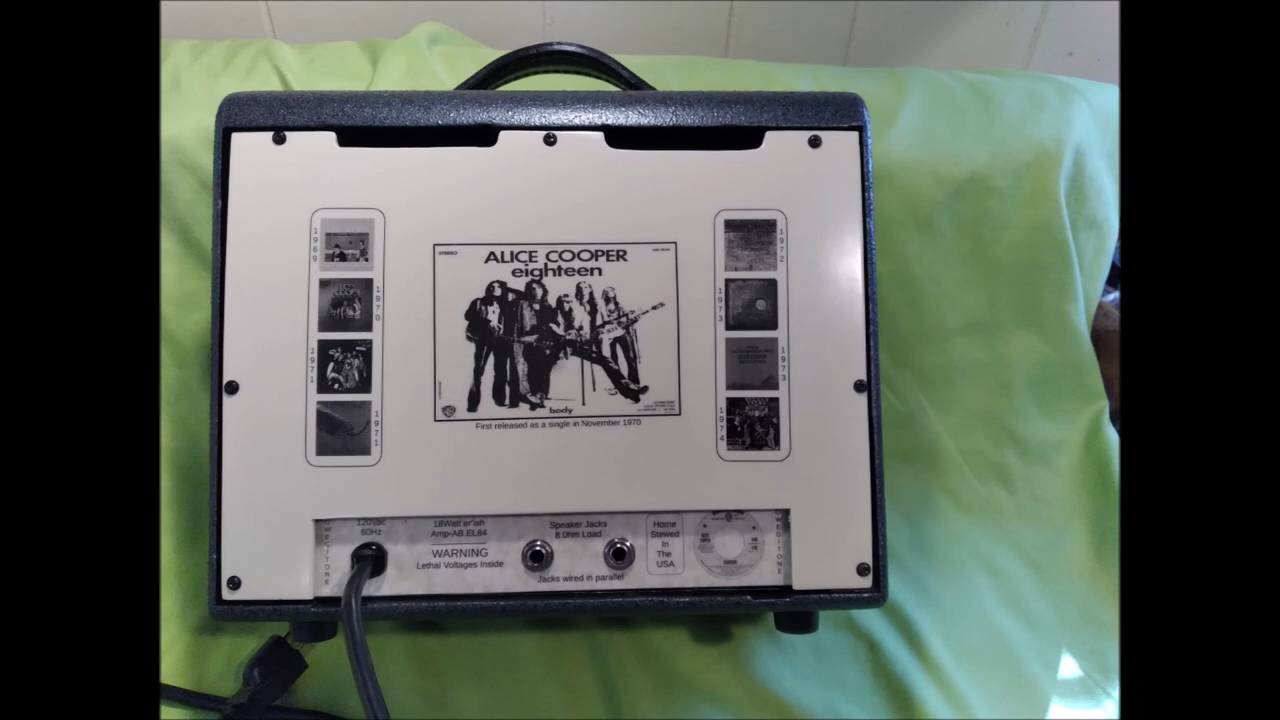 1969
1970
1971
1971
STEREO
ALICE COOPER
eighteen
body
First released as a single in November 1970
1972
1973
1973
1974
120Vac
60Hz
18Watt'er'ish
Amp-AB EL84
WARNING
Lethal Voltages Inside
Speaker Jacks
8 Ohm Load
Jacks wired in parallel
Home
Stewed
In
The
USA